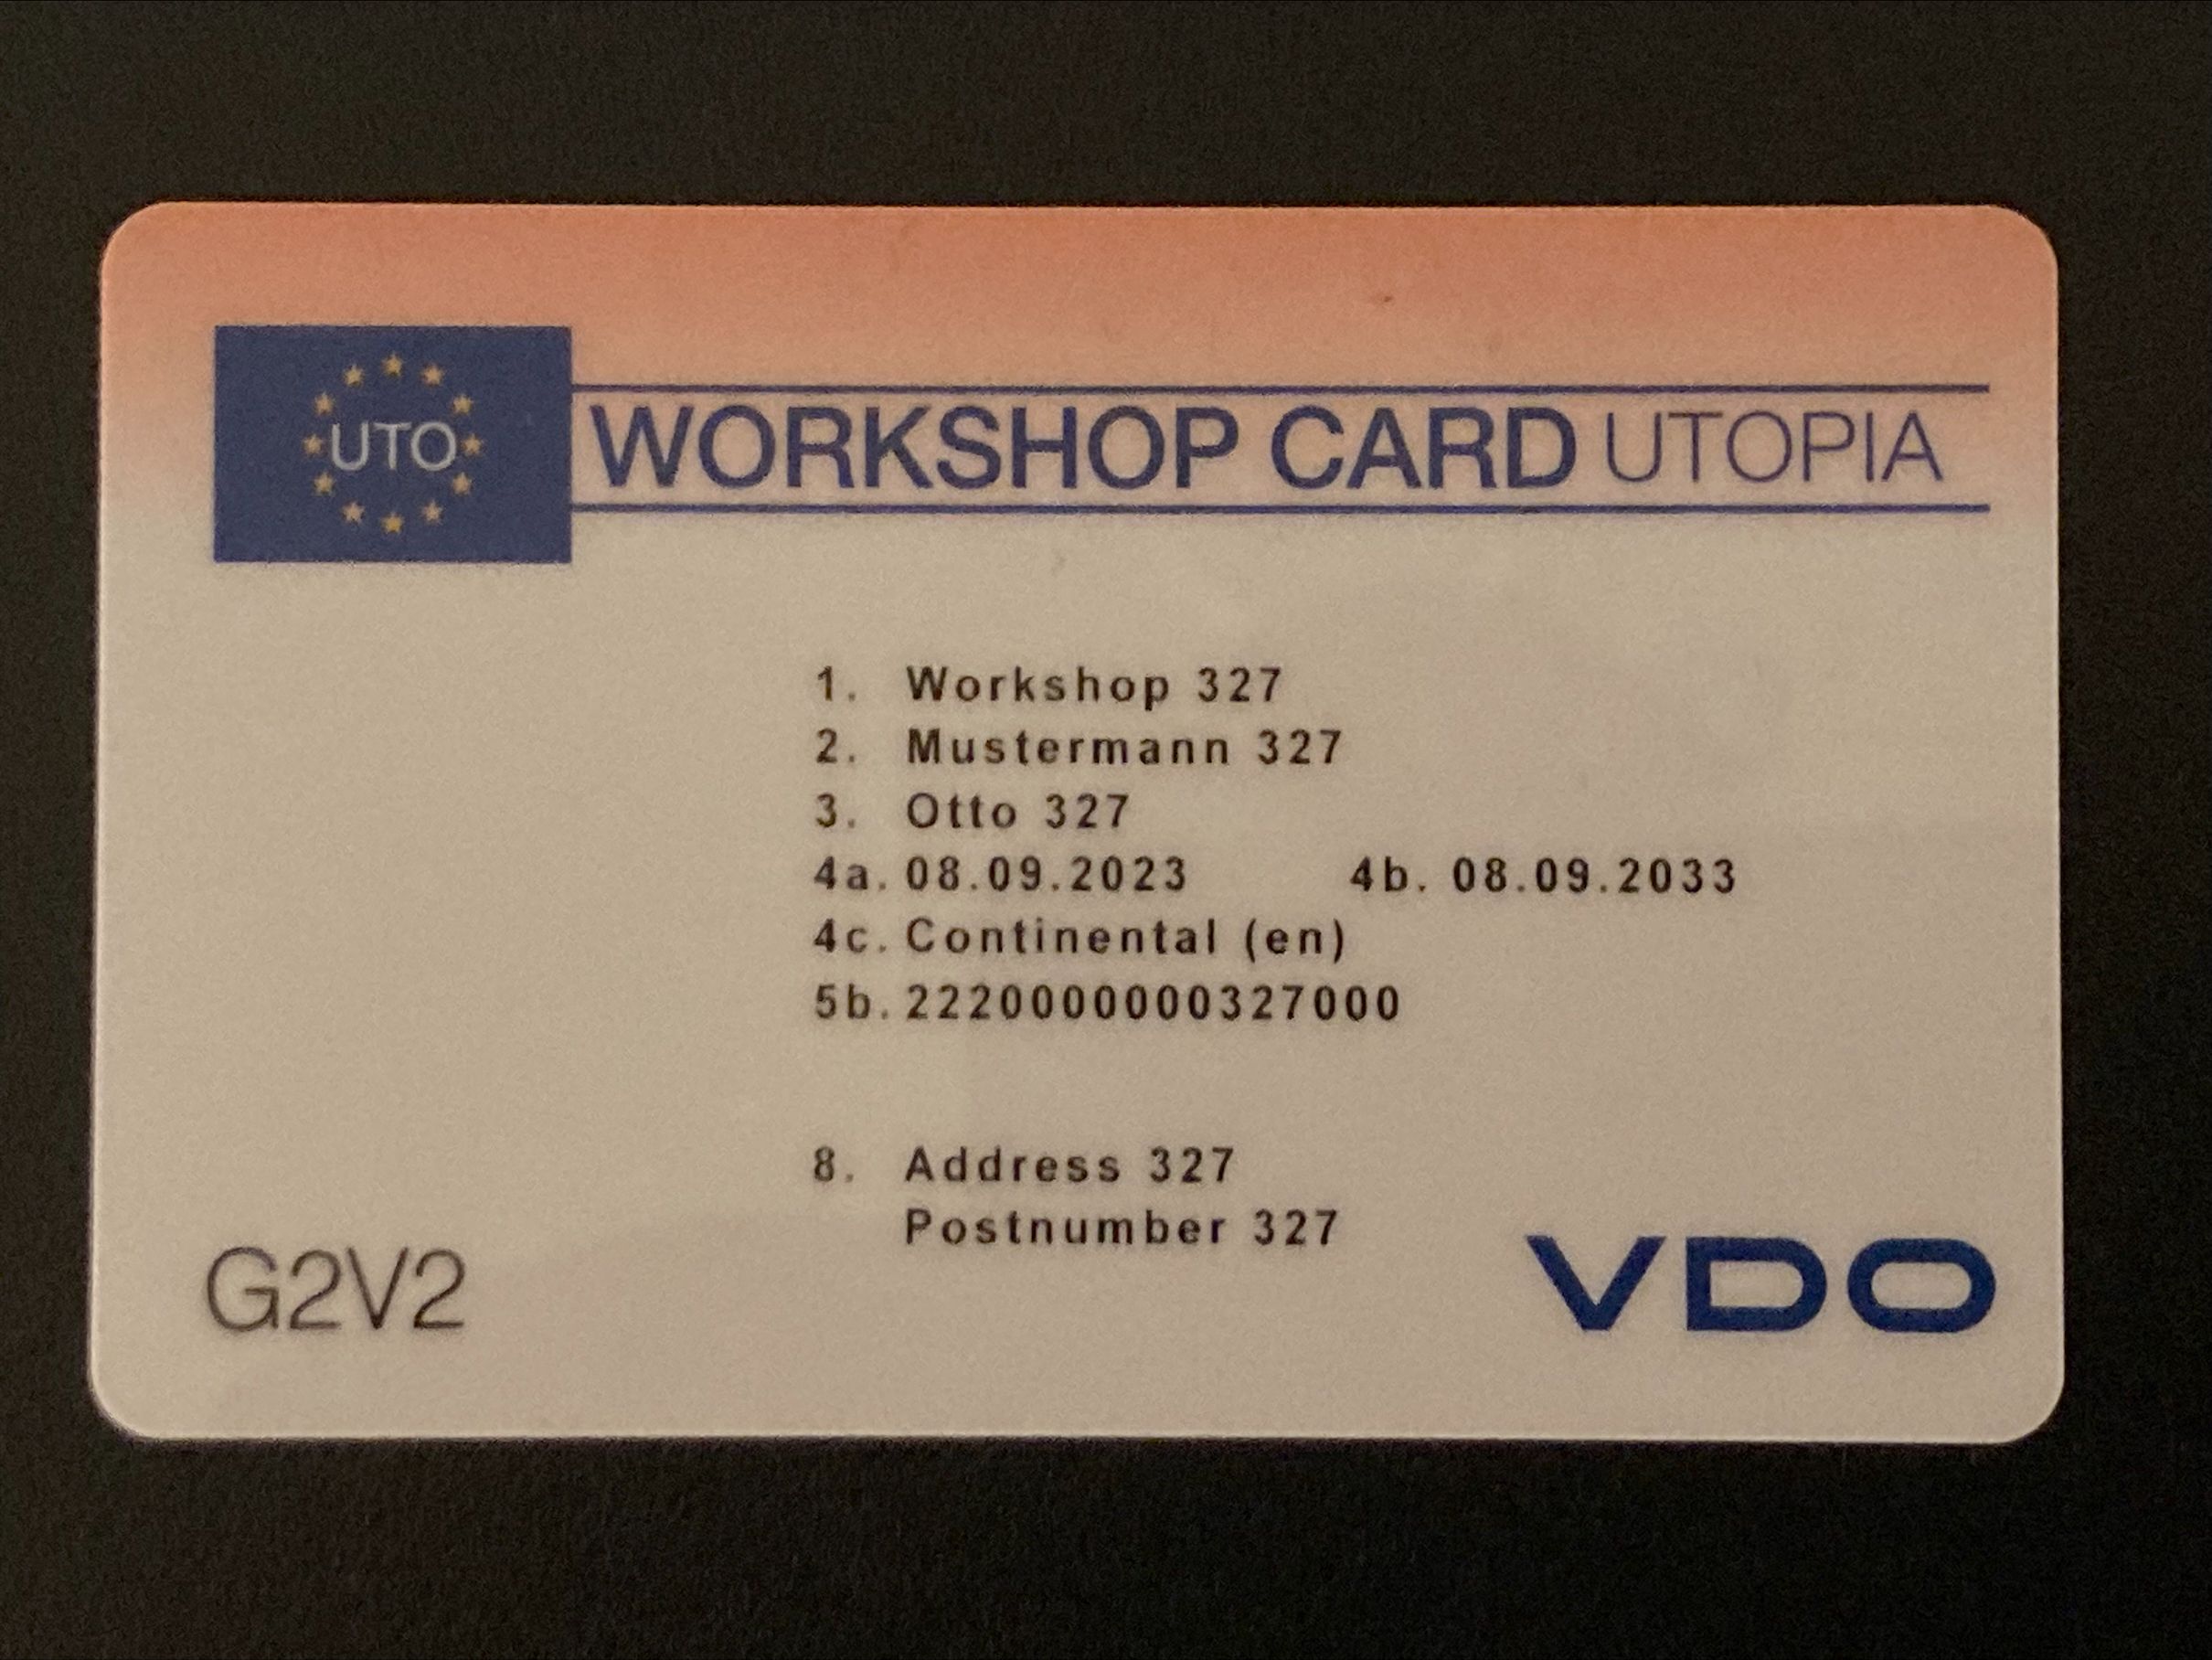 UTO
WORKSHOP CARD UTOPIA
1. Workshop 327
2. Mustermann 327
3. Otto 327
4a. 08.09.2023 4b. 08.09.2033
4c. Continental (en)
5b. 2220000000327000
8. Address 327
Postnumber 327
G2V2
VDO